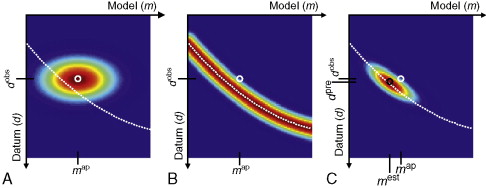 Model (m)
Model (m)
Model (m)
d^obs
d^obs
d^pre
d^obs
Datum (d)
Datum (d)
Datum (d)
A
m^ap
B
m^ap
C
m^est
m^ap